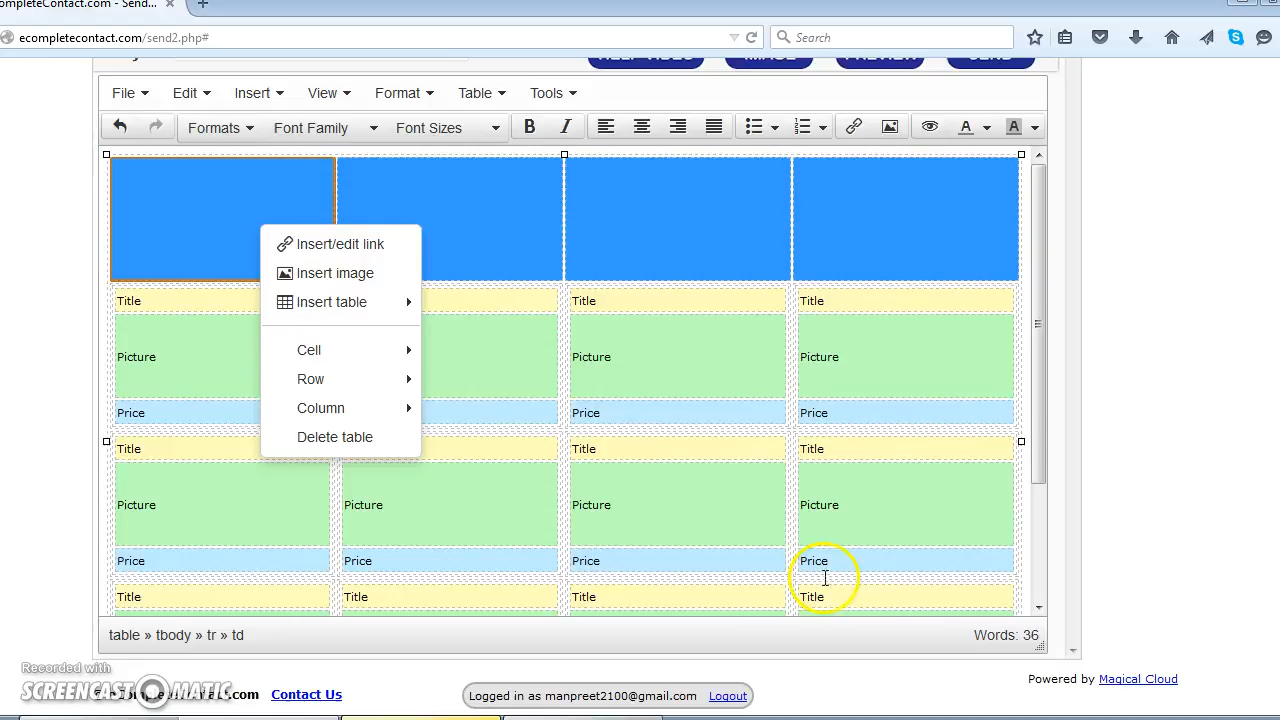 ompleteContact.com - Send...
ecompletecontact.com/send2.php#
Search
File Edit Insert View Format Table Tools
Formats Font Family Font Sizes B I A A
Insert/edit link
Insert image
Insert table
Cell
Row
Column
Delete table
Title Title Title
Picture Picture Picture
Price Price Price
Title Title Title
Picture Picture Picture Picture
Price Price Price Price
Title Title Title Title
table » tbody » tr » td
Words: 36
Recorded with
SCREENCAST MATIC
Powered by Magical Cloud
Complete Contact.com Contact Us
Logged in as manpreet2100@gmail.com Logout